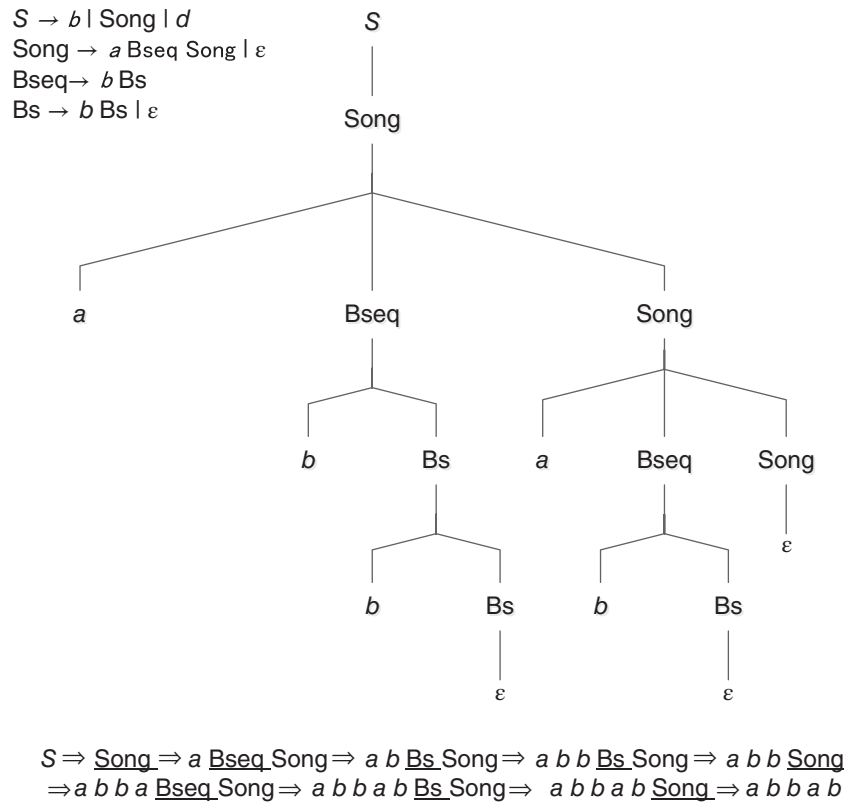 S → b | Song | d
Song → a Bseq Song | ε
Bseq→ b Bs
Bs → b Bs | ε
S
Song
a Bseq Song
b Bs a Bseq Song
ε
b Bs b Bs
ε ε
S ⇒ Song ⇒ a Bseq Song ⇒ a b Bs Song ⇒ a b b Bs Song ⇒ a b b Song
⇒ a b b a Bseq Song ⇒ a b b a b Bs Song ⇒ a b b a b Song ⇒ a b b a b